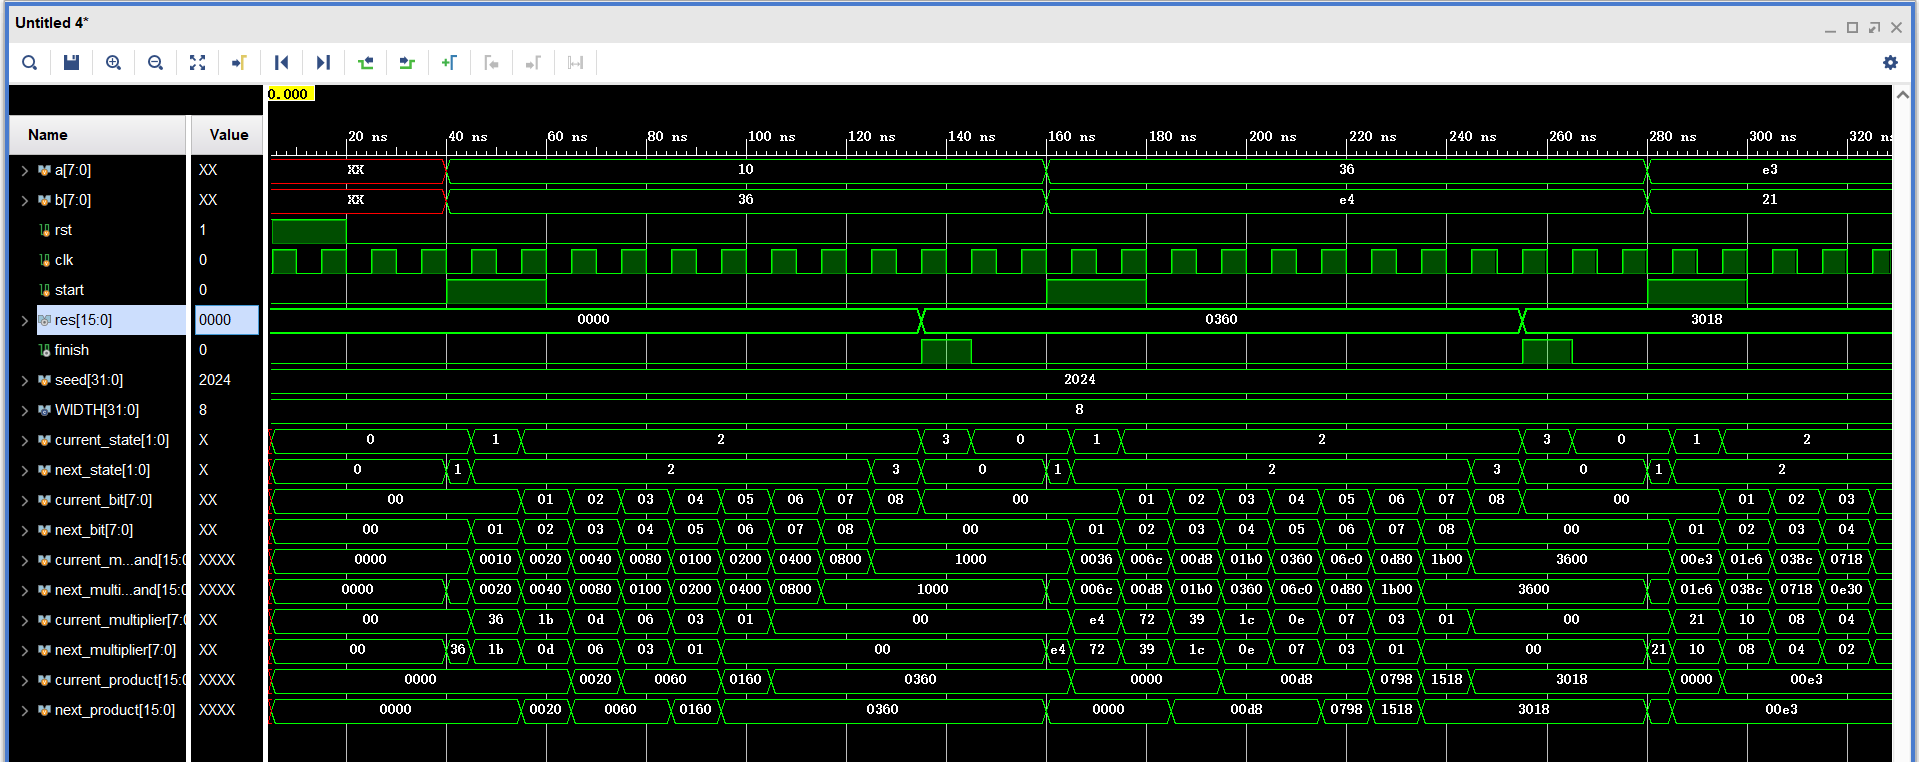 Untitled 4*
0.000
Name Value
20 ns 40 ns 60 ns 80 ns 100 ns 120 ns 140 ns 160 ns 180 ns 200 ns 220 ns 240 ns 260 ns 280 ns 300 ns 320 ns
a[7:0] XX XX 10 36 e3
b[7:0] XX XX 36 e4 21
rst 1
clk 0
start 0
res[15:0] 0000 0000 0360 3018
finish 0
seed[31:0] 2024 2024
WIDTH[31:0] 8 8
current_state[1:0] X 0 1 2 3 0 1 2 3 0 1 2
next_state[1:0] X 0 1 2 3 0 1 2 3 0 1 2
current_bit[7:0] XX 00 01 02 03 04 05 06 07 08 00 01 02 03 04 05 06 07 08 00 01 02 03
next_bit[7:0] XX 00 01 02 03 04 05 06 07 08 00 01 02 03 04 05 06 07 08 00 01 02 03 04
current_m...and[15:0 XXXX 0000 0010 0020 0040 0080 0100 0200 0400 0800 1000 0036 006c 00d8 01b0 0360 06c0 0d80 1b00 3600 00e3 01c6 038c 0718
next_multi...and[15:0 XXXX 0000 0020 0040 0080 0100 0200 0400 0800 1000 006c 00d8 01b0 0360 06c0 0d80 1b00 3600 01c6 038c 0718 0e30
current_multiplier[7:0 XX 00 36 1b 0d 06 03 01 00 e4 72 39 1c 0e 07 03 01 00 21 10 08 04
next_multiplier[7:0] XX 00 36 1b 0d 06 03 01 00 e4 72 39 1c 0e 07 03 01 00 21 10 08 04 02
current_product[15:0 XXXX 0000 0020 0060 0160 0360 0000 00d8 0798 1518 3018 0000 00e3
next_product[15:0] XXXX 0000 0020 0060 0160 0360 0000 00d8 0798 1518 3018 00e3